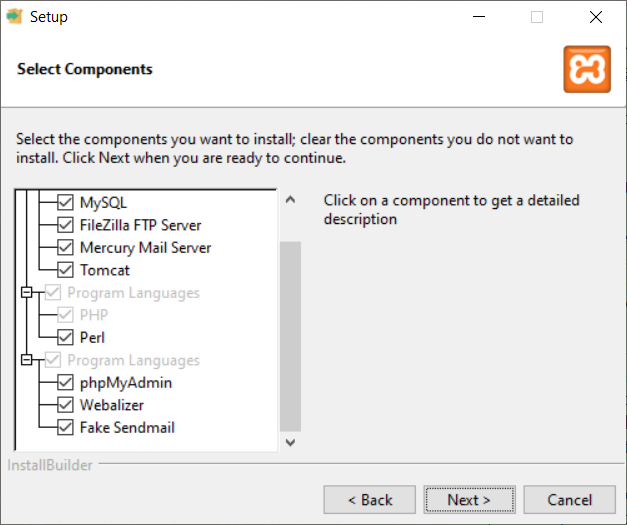 Setup
Select Components
Select the components you want to install; clear the components you do not want to
install. Click Next when you are ready to continue.
MySQL
FileZilla FTP Server
Mercury Mail Server
Tomcat
Program Languages
PHP
Perl
Program Languages
phpMyAdmin
Webalizer
Fake Sendmail
Click on a component to get a detailed
description
InstallBuilder
< Back
Next >
Cancel